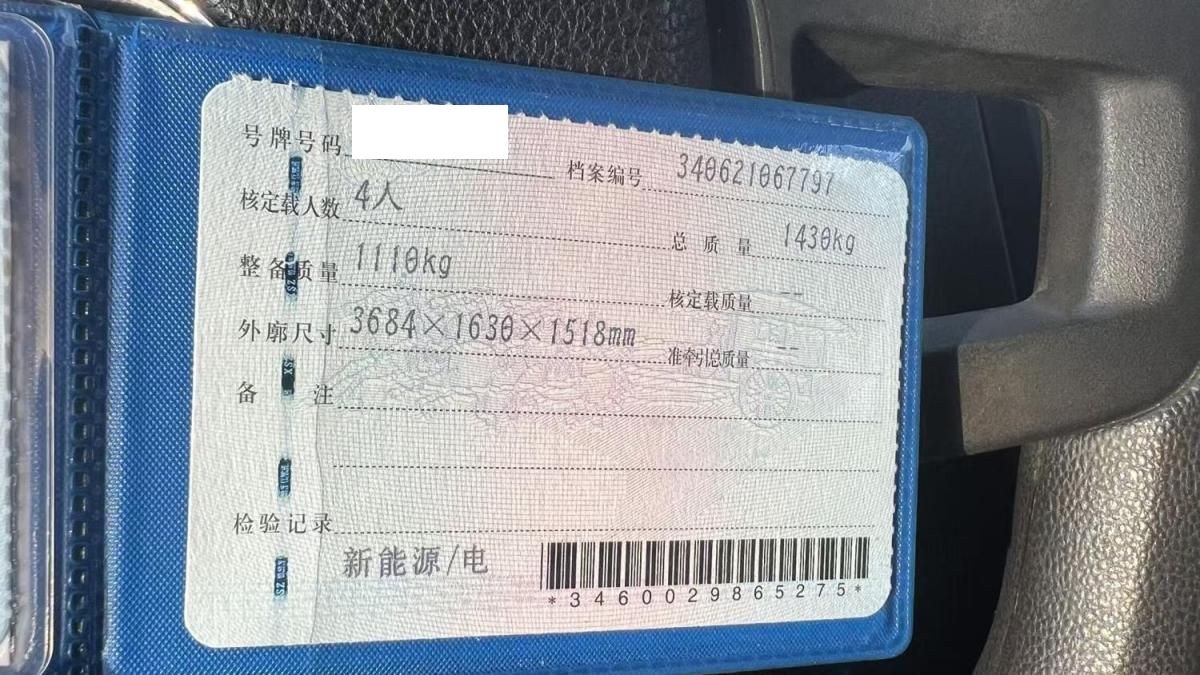 号牌号码
档案编号 340621067797
核定载人数 4人
总质量 1430kg
整备质量 1110kg
核定载质量 --
外廓尺寸 3684×1630×1518mm
准牵引总质量 --
备注
检验记录
新能源/电
*3460029865275*